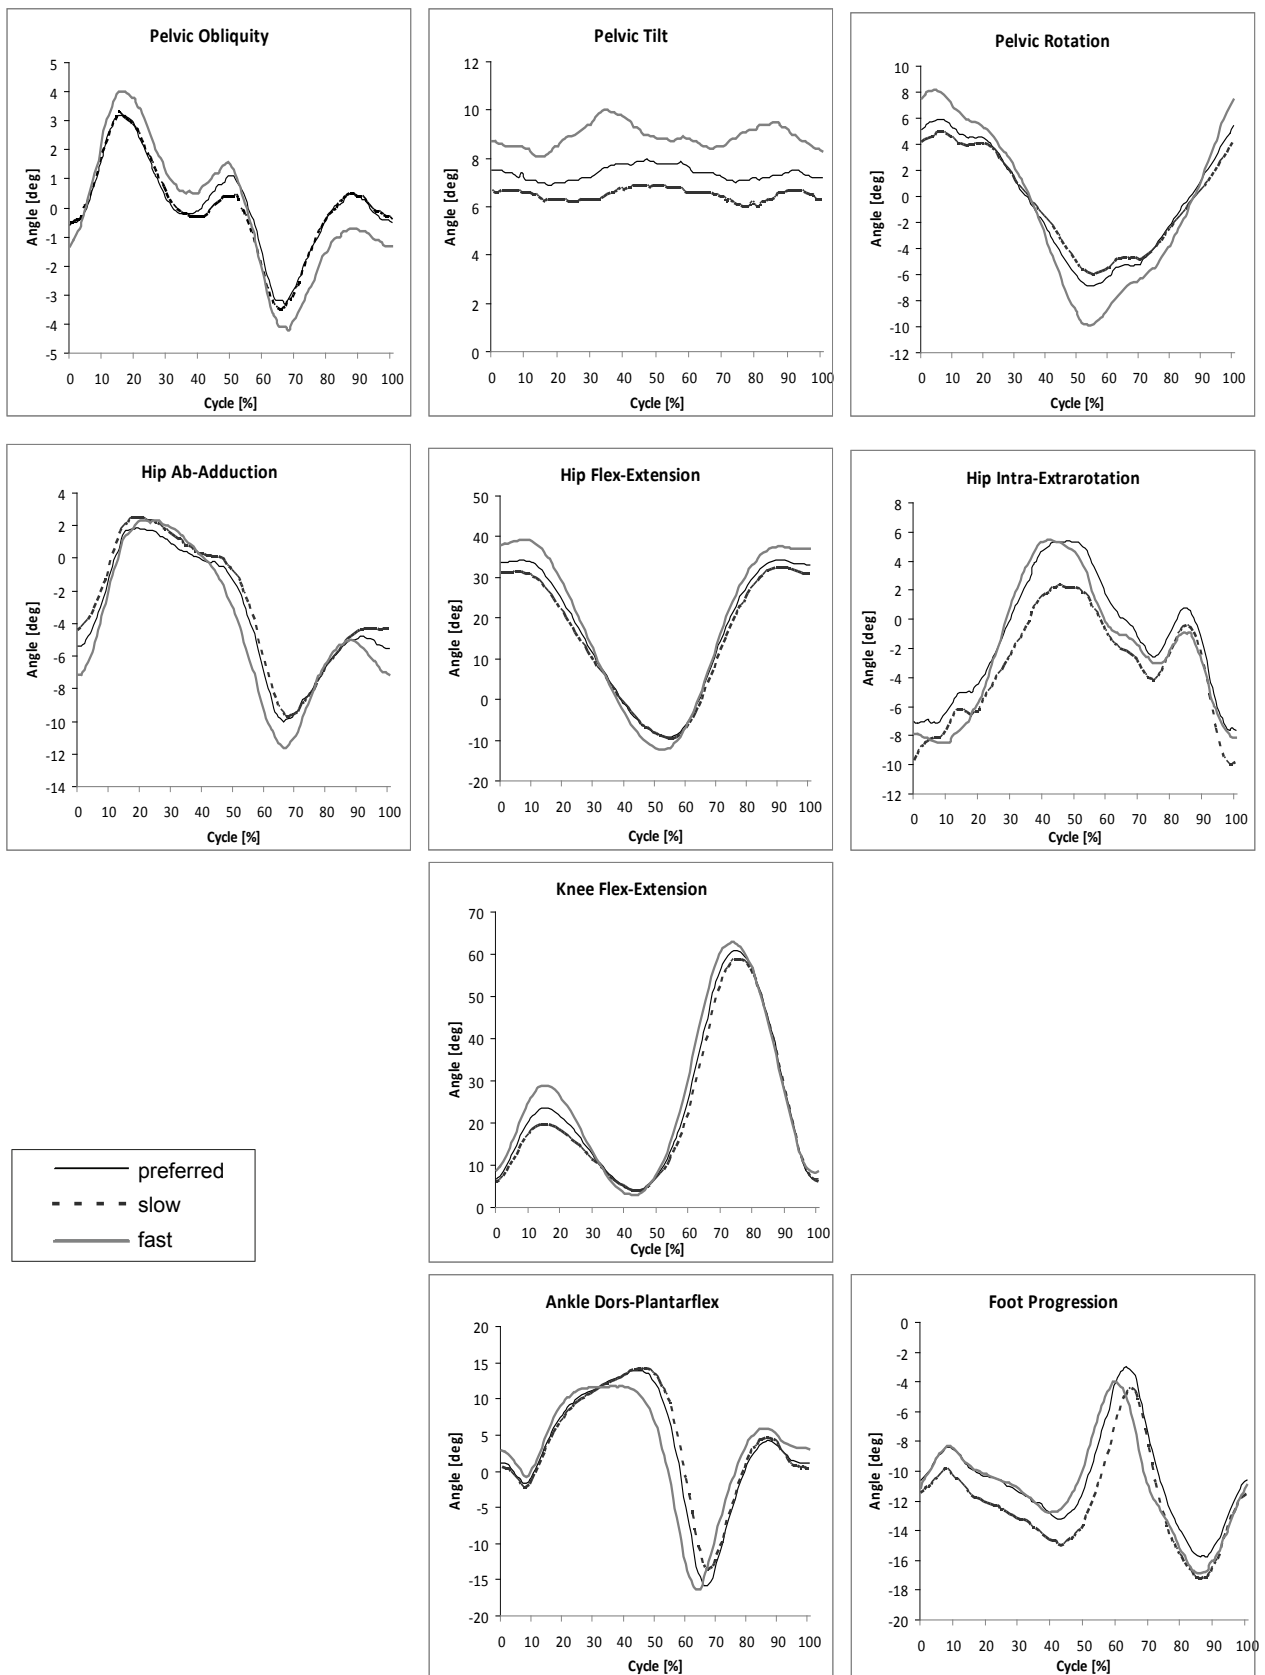 Pelvic Obliquity
5
4
3
2
1
0
-1
-2
-3
-4
-5
Angle [deg]
0 10 20 30 40 50 60 70 80 90 100
Cycle [%]
Pelvic Tilt
12
10
8
6
4
2
0
Angle [deg]
0 10 20 30 40 50 60 70 80 90 100
Cycle [%]
Pelvic Rotation
10
8
6
4
2
0
-2
-4
-6
-8
-10
-12
Angle [deg]
0 10 20 30 40 50 60 70 80 90 100
Cycle [%]
Hip Ab-Adduction
4
2
0
-2
-4
-6
-8
-10
-12
-14
Angle [deg]
0 10 20 30 40 50 60 70 80 90 100
Cycle [%]
Hip Flex-Extension
50
40
30
20
10
0
-10
-20
Angle [deg]
0 10 20 30 40 50 60 70 80 90 100
Cycle [%]
Hip Intra-Extrarotation
8
6
4
2
0
-2
-4
-6
-8
-10
-12
Angle [deg]
0 10 20 30 40 50 60 70 80 90 100
Cycle [%]
Knee Flex-Extension
70
60
50
40
30
20
10
0
Angle [deg]
0 10 20 30 40 50 60 70 80 90 100
Cycle [%]
preferred
slow
fast
Ankle Dors-Plantarflex
20
15
10
5
0
-5
-10
-15
-20
Angle [deg]
0 10 20 30 40 50 60 70 80 90 100
Cycle [%]
Foot Progression
0
-2
-4
-6
-8
-10
-12
-14
-16
-18
-20
Angle [deg]
0 10 20 30 40 50 60 70 80 90 100
Cycle [%]